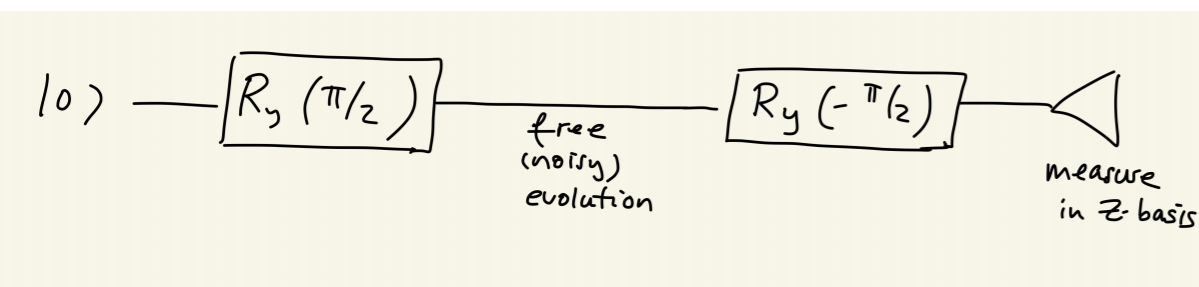 |0⟩ R_y (π/2) R_y (-π/2)
free
(noisy)
evolution
measure
in Z-basis